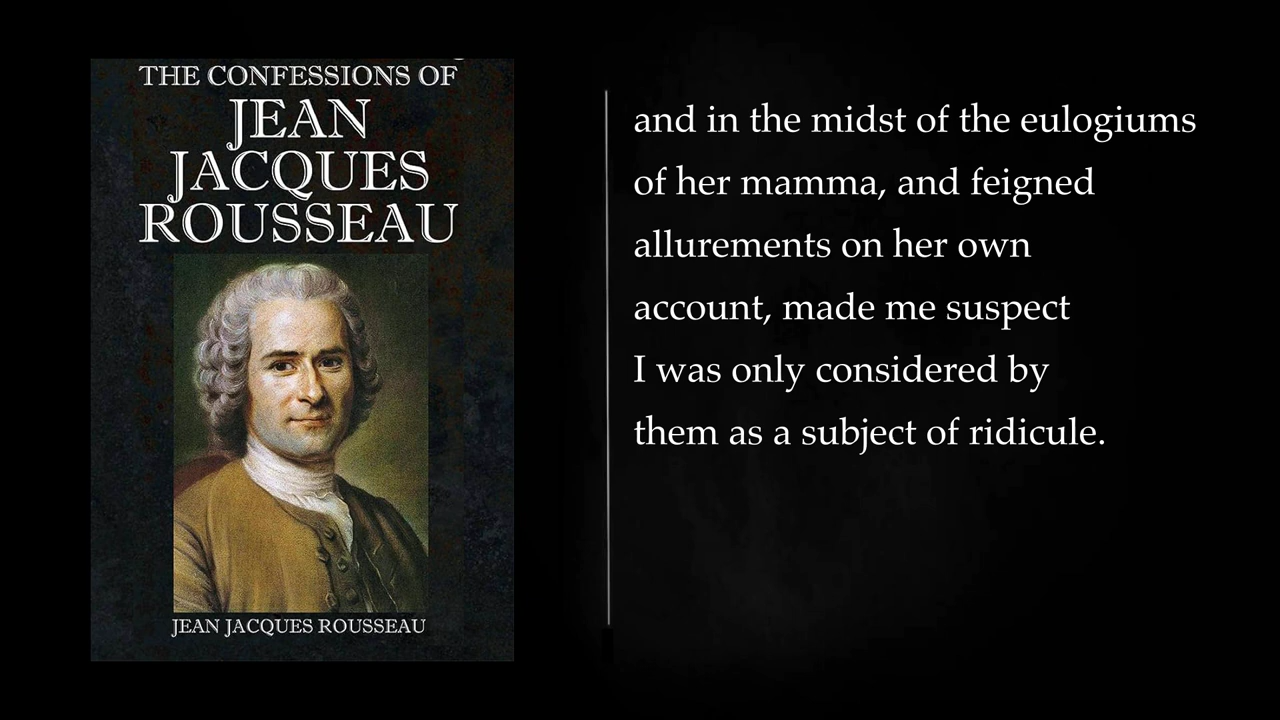 THE CONFESSIONS OF
JEAN
JACQUES
ROUSSEAU
JEAN JACQUES ROUSSEAU
and in the midst of the eulogiums
of her mamma, and feigned
allurements on her own
account, made me suspect
I was only considered by
them as a subject of ridicule.